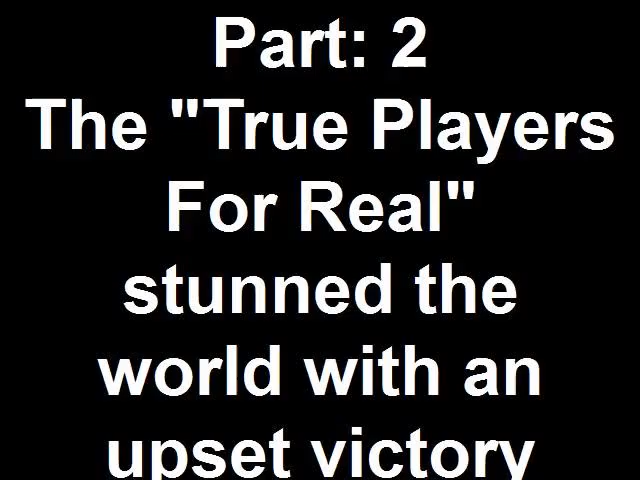 Part: 2
The "True Players
For Real"
stunned the
world with an
upset victory